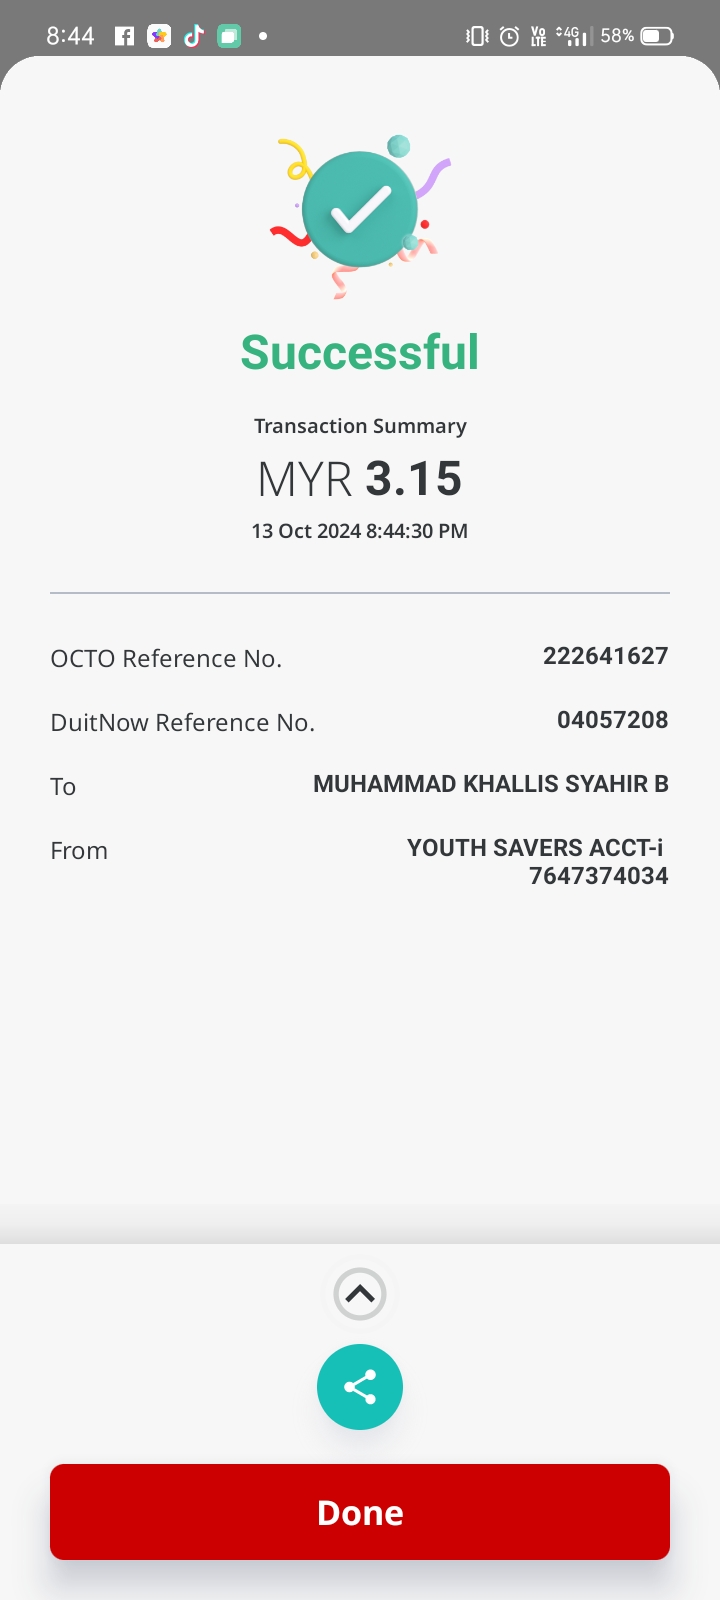 8:44 58%
Successful
Transaction Summary
MYR 3.15
13 Oct 2024 8:44:30 PM
OCTO Reference No. 222641627
DuitNow Reference No. 04057208
To MUHAMMAD KHALLIS SYAHIR B
From YOUTH SAVERS ACCT-i
7647374034
Done